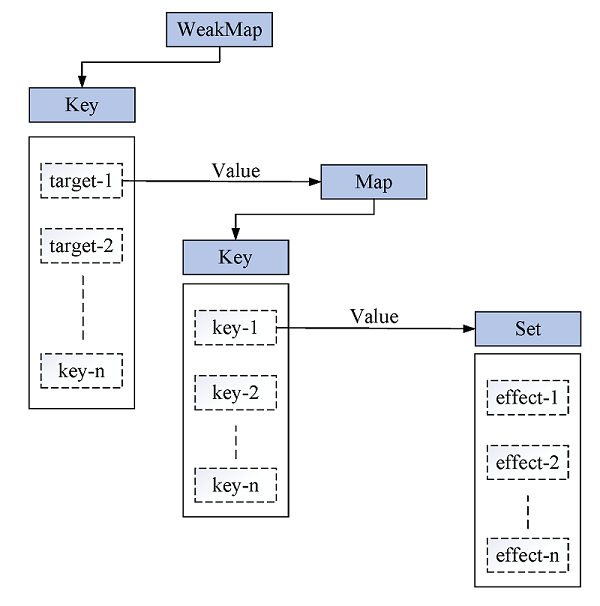 WeakMap
Key
target-1
Value
Map
target-2
Key
key-1
Value
Set
key-n
key-2
effect-1
effect-2
key-n
effect-n